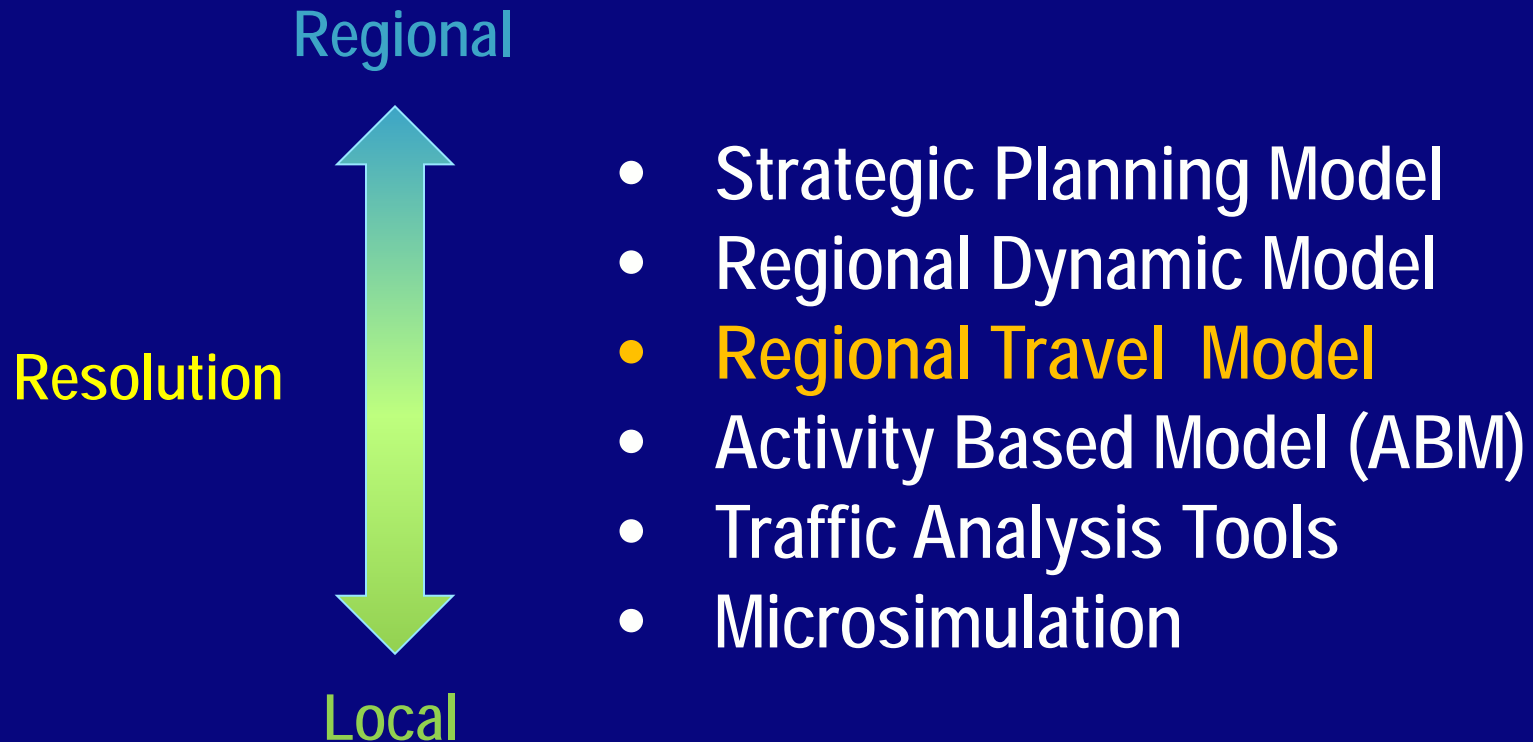 Regional
• Strategic Planning Model
• Regional Dynamic Model
• Regional Travel  Model
Resolution
• Activity Based Model (ABM)
• Traffic Analysis Tools
• Microsimulation
Local